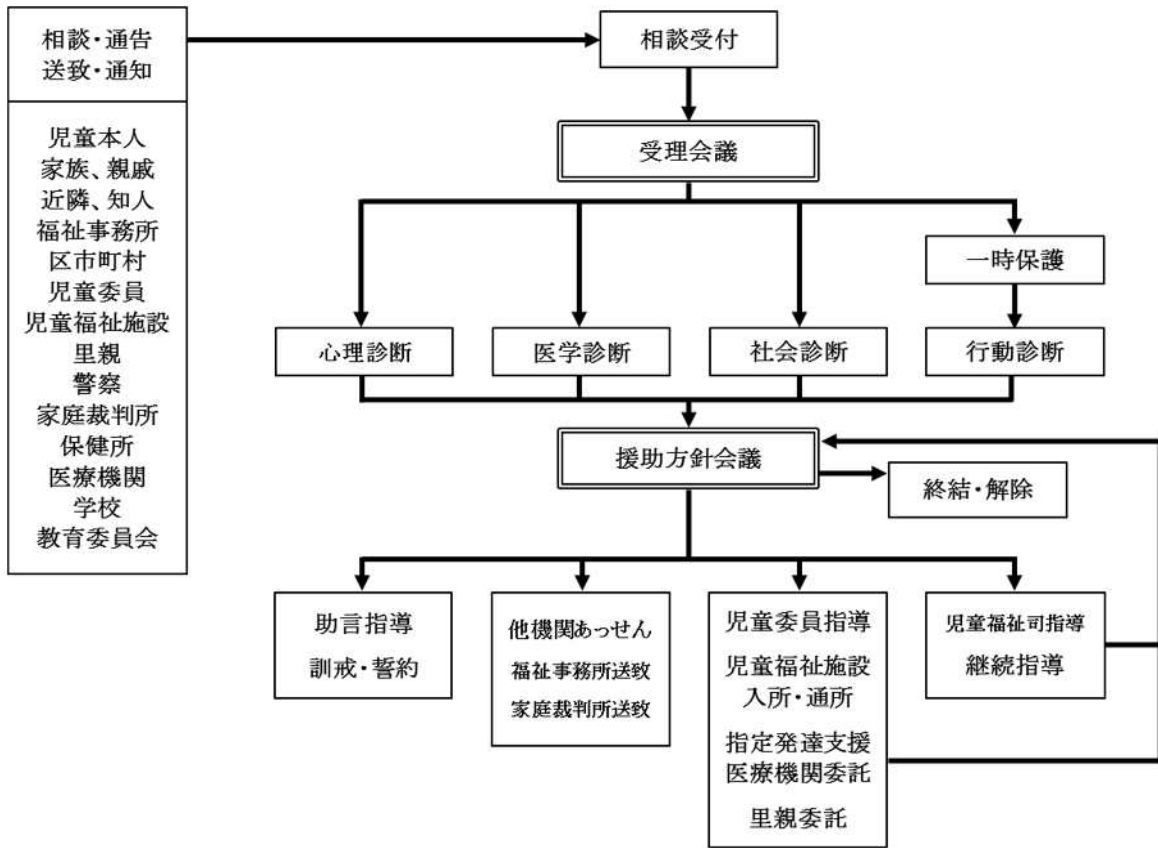 相談・通告
送致・通知
児童本人
家族、親戚
近隣、知人
福祉事務所
区市町村
児童委員
児童福祉施設
里親
警察
家庭裁判所
保健所
医療機関
学校
教育委員会
相談受付
受理会議
一時保護
心理診断
医学診断
社会診断
行動診断
援助方針会議
終結・解除
助言指導
訓戒・誓約
他機関あっせん
福祉事務所送致
家庭裁判所送致
児童委員指導
児童福祉施設
入所・通所
指定発達支援
医療機関委託
里親委託
児童福祉司指導
継続指導